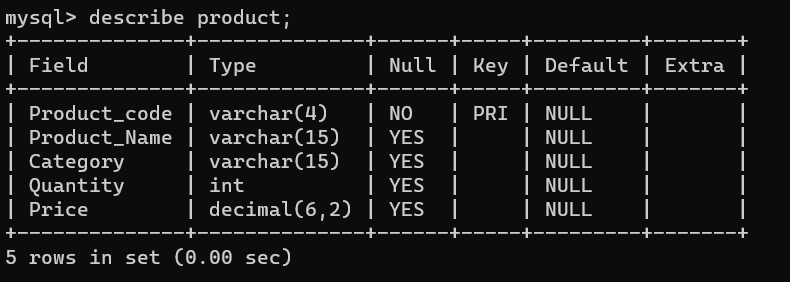 mysql> describe product;
+--------------+--------------+------+-----+---------+-------+
| Field        | Type         | Null | Key | Default | Extra |
+--------------+--------------+------+-----+---------+-------+
| Product_code | varchar(4)   | NO   | PRI | NULL    |       |
| Product_Name | varchar(15)  | YES  |     | NULL    |       |
| Category     | varchar(15)  | YES  |     | NULL    |       |
| Quantity     | int          | YES  |     | NULL    |       |
| Price        | decimal(6,2) | YES  |     | NULL    |       |
+--------------+--------------+------+-----+---------+-------+
5 rows in set (0.00 sec)